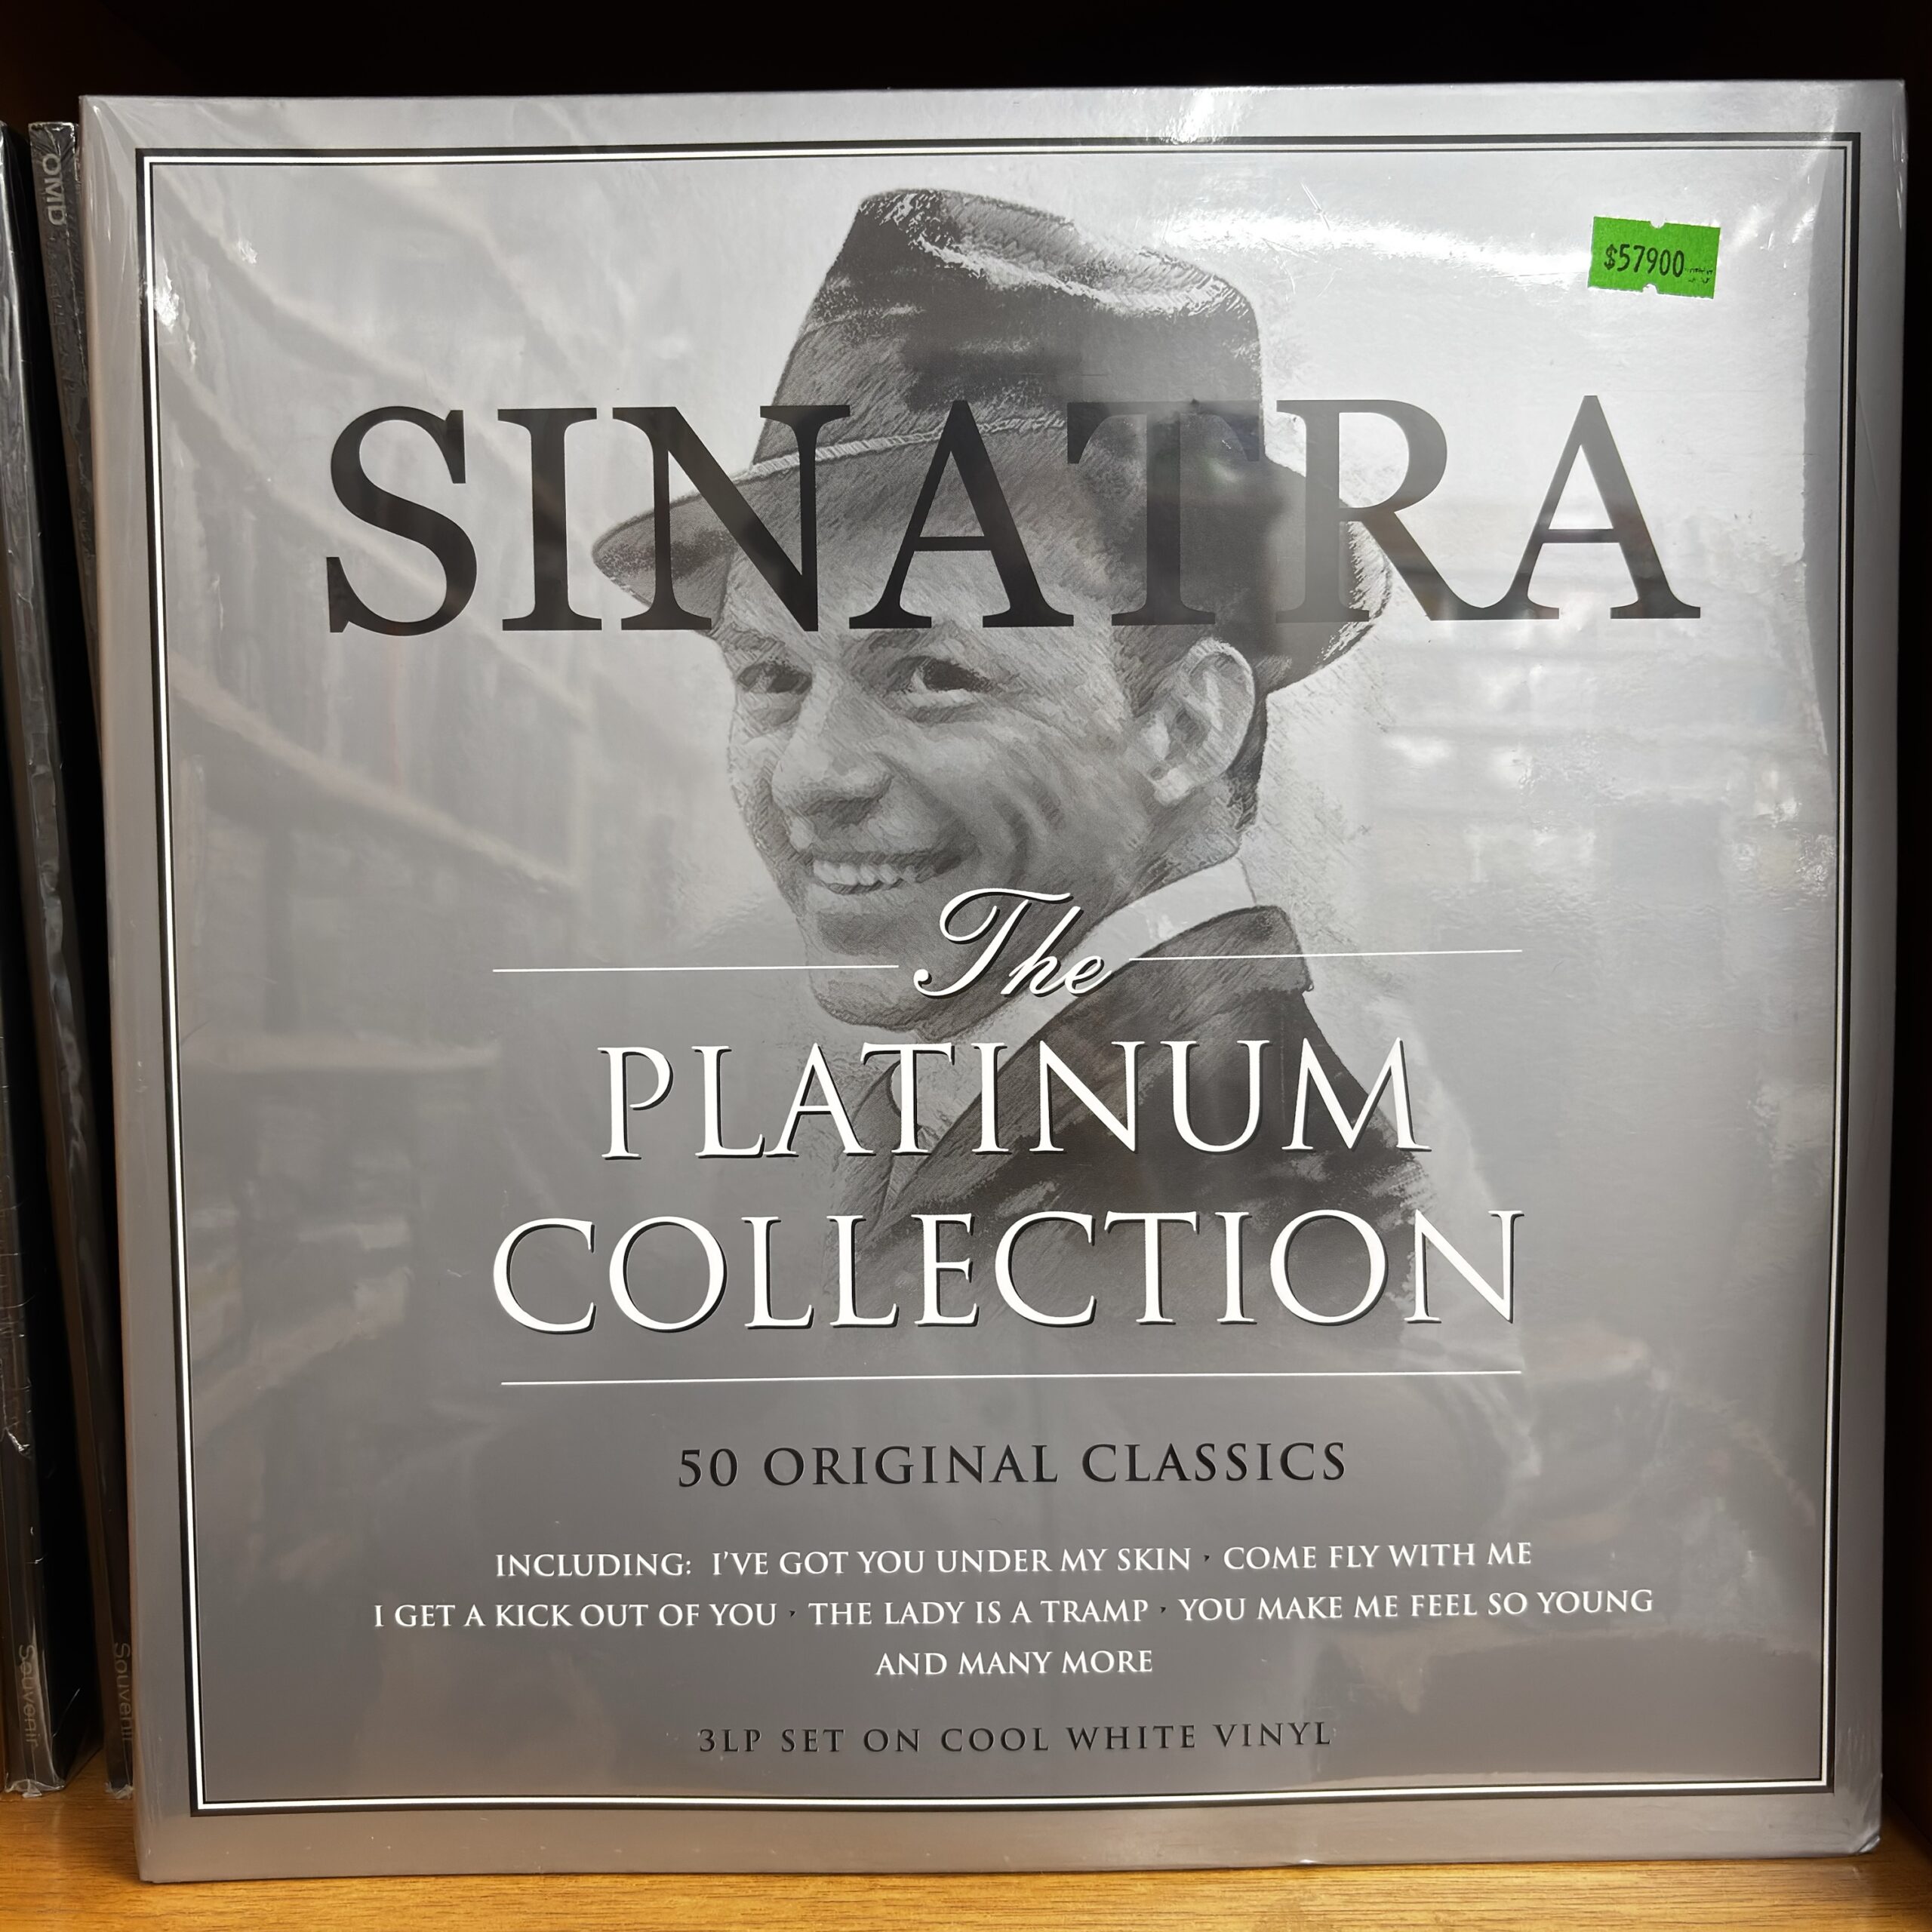 OMD
$57900
SINATRA
The
PLATINUM
COLLECTION
50 ORIGINAL CLASSICS
INCLUDING: I'VE GOT YOU UNDER MY SKIN · COME FLY WITH ME
I GET A KICK OUT OF YOU · THE LADY IS A TRAMP · YOU MAKE ME FEEL SO YOUNG
AND MANY MORE
3LP SET ON COOL WHITE VINYL
Souvenir
Souvenir